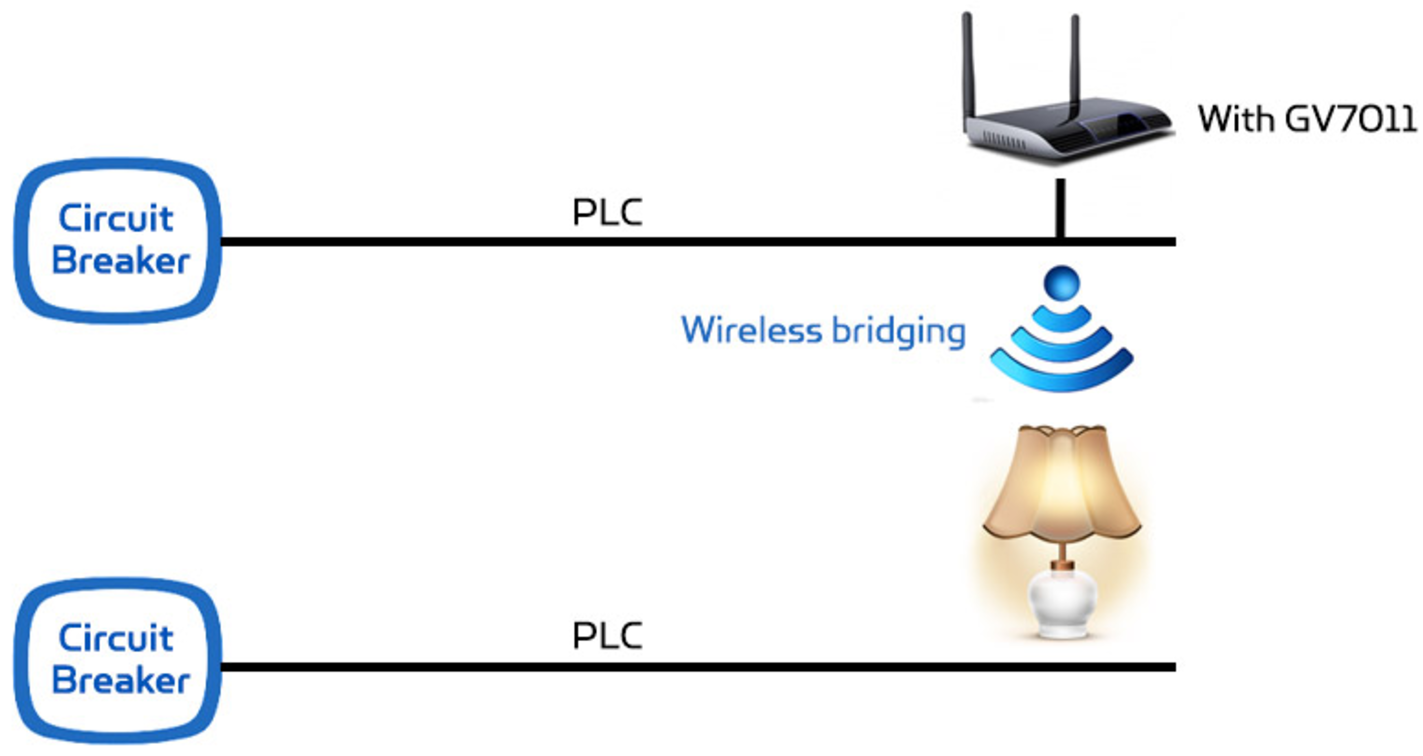 With GV7011
Circuit
Breaker
PLC
Wireless bridging
Circuit
Breaker
PLC